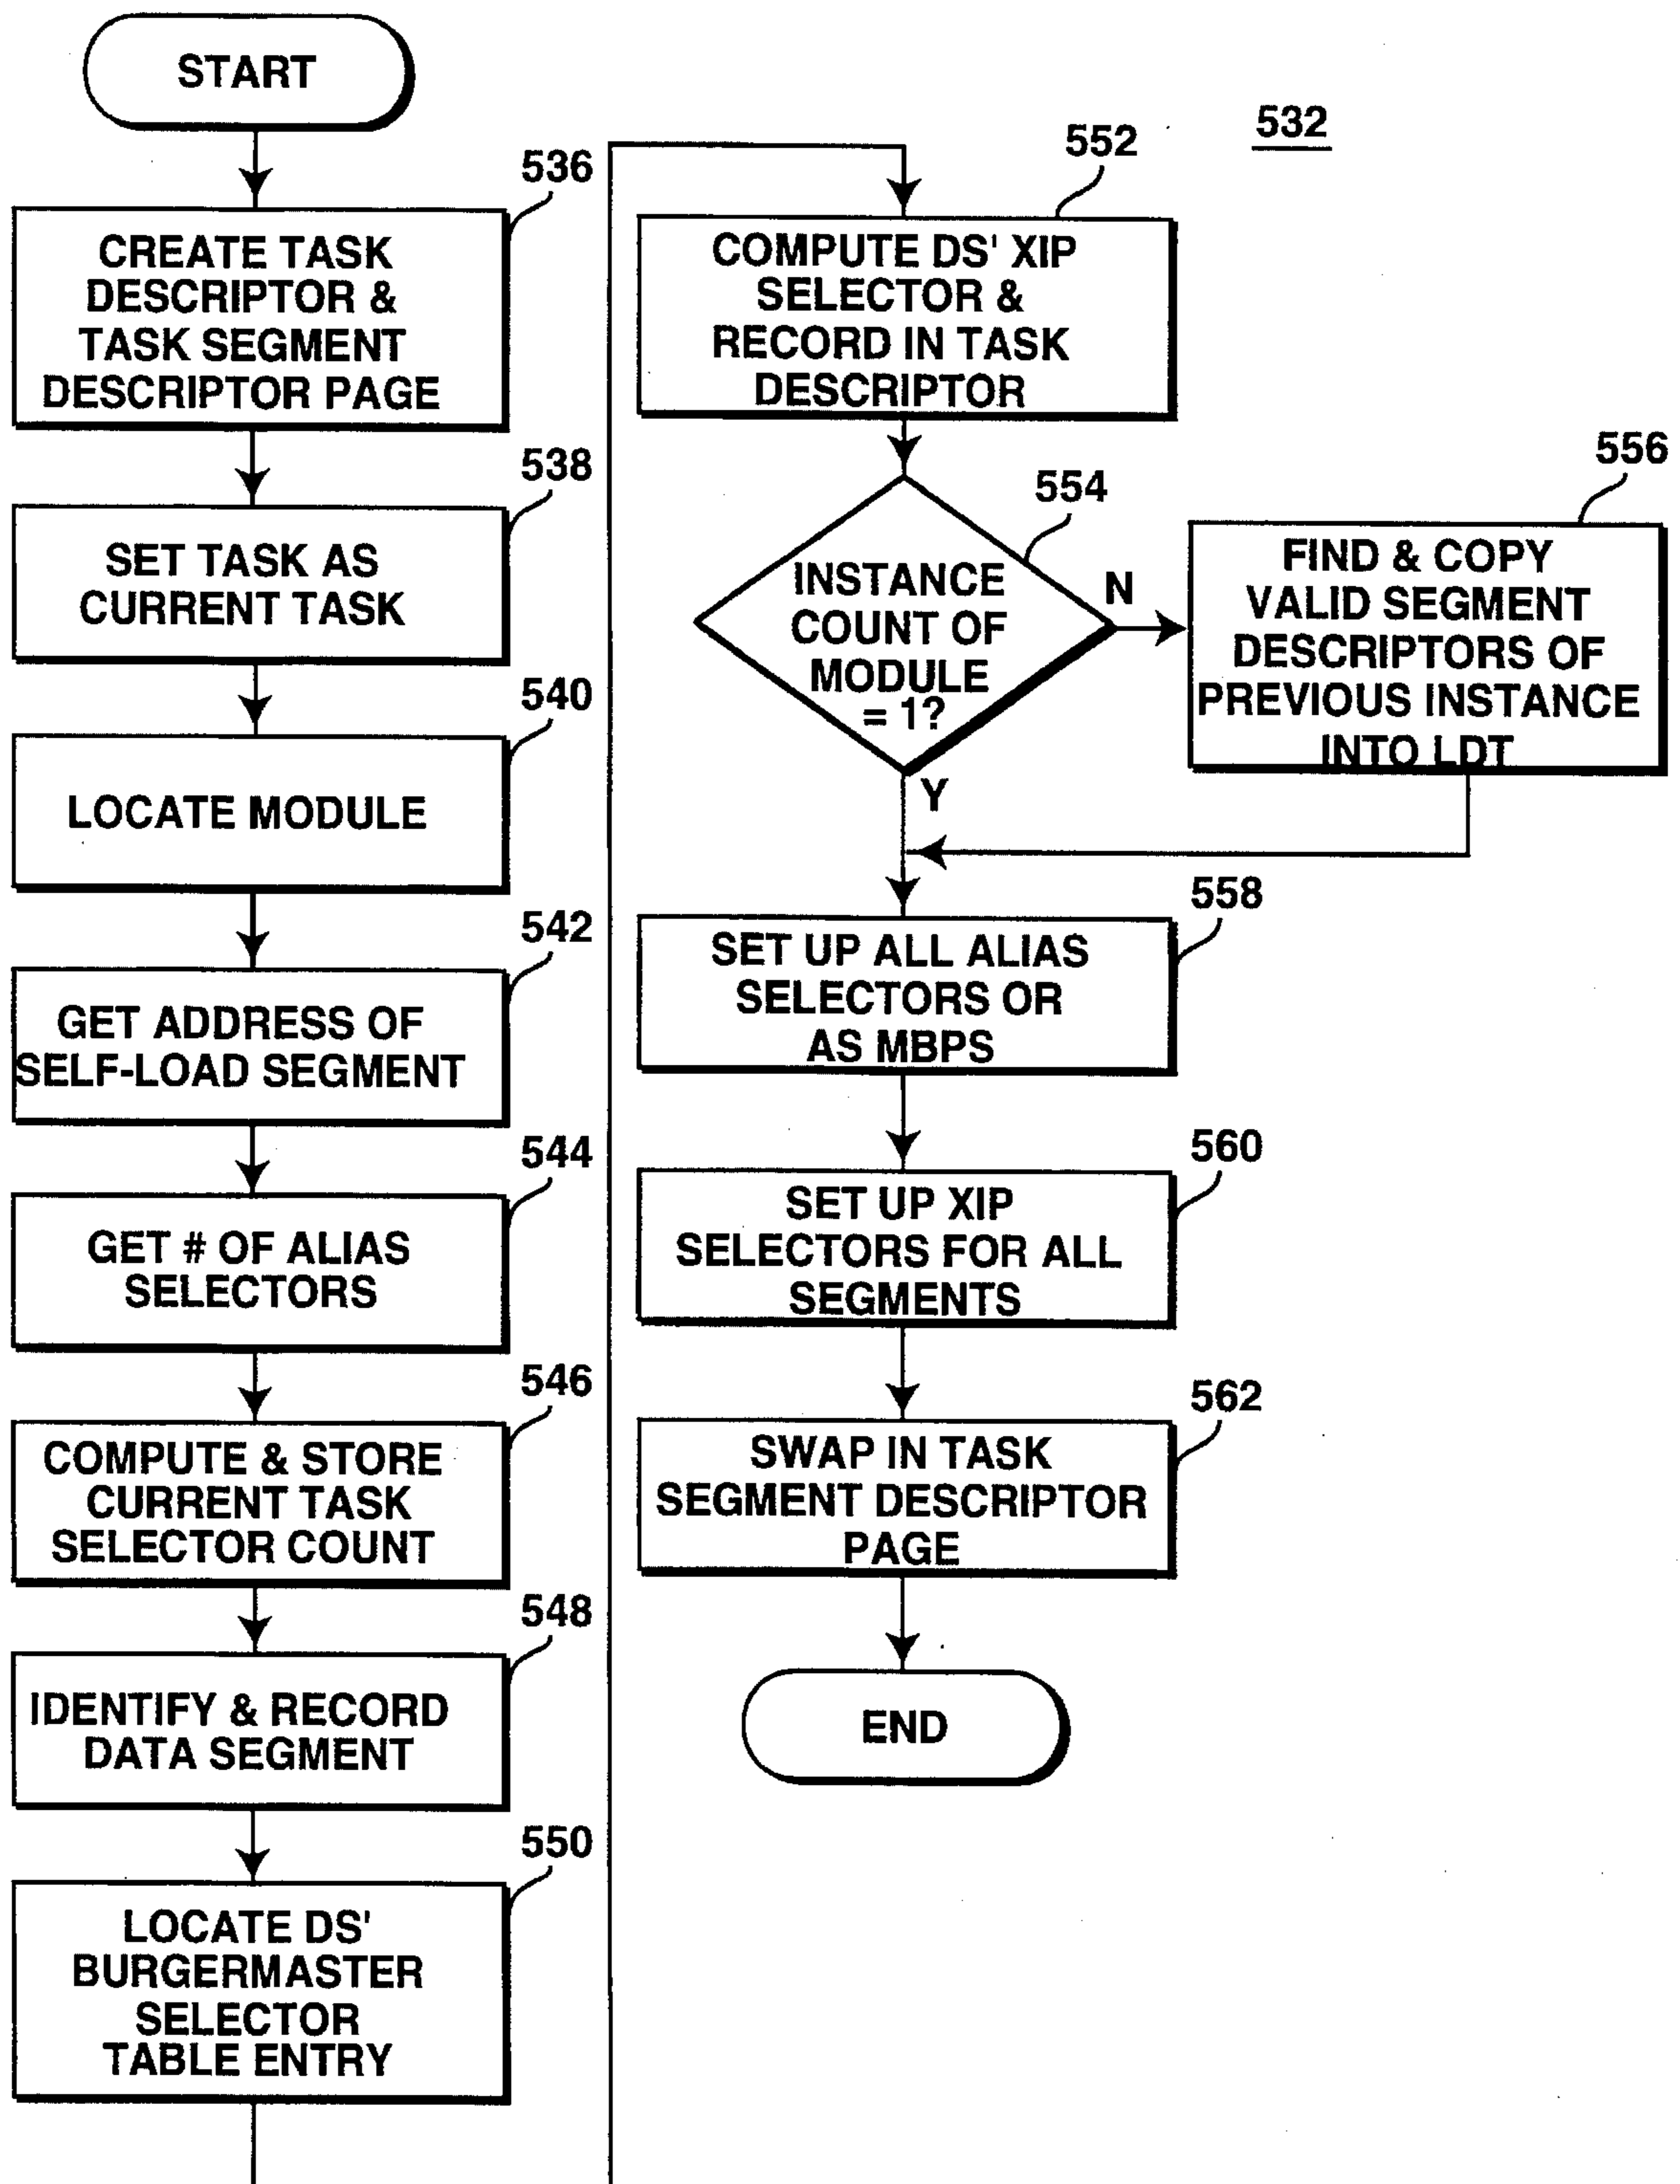 START
532
536
CREATE TASK
DESCRIPTOR &
TASK SEGMENT
DESCRIPTOR PAGE
538
SET TASK AS
CURRENT TASK
540
LOCATE MODULE
542
GET ADDRESS OF
SELF-LOAD SEGMENT
544
GET # OF ALIAS
SELECTORS
546
COMPUTE & STORE
CURRENT TASK
SELECTOR COUNT
548
IDENTIFY & RECORD
DATA SEGMENT
550
LOCATE DS'
BURGERMASTER
SELECTOR
TABLE ENTRY
552
COMPUTE DS' XIP
SELECTOR &
RECORD IN TASK
DESCRIPTOR
554
INSTANCE
COUNT OF
MODULE
= 1?
N
Y
556
FIND & COPY
VALID SEGMENT
DESCRIPTORS OF
PREVIOUS INSTANCE
INTO LDT
558
SET UP ALL ALIAS
SELECTORS OR
AS MBPS
560
SET UP XIP
SELECTORS FOR ALL
SEGMENTS
562
SWAP IN TASK
SEGMENT DESCRIPTOR
PAGE
END